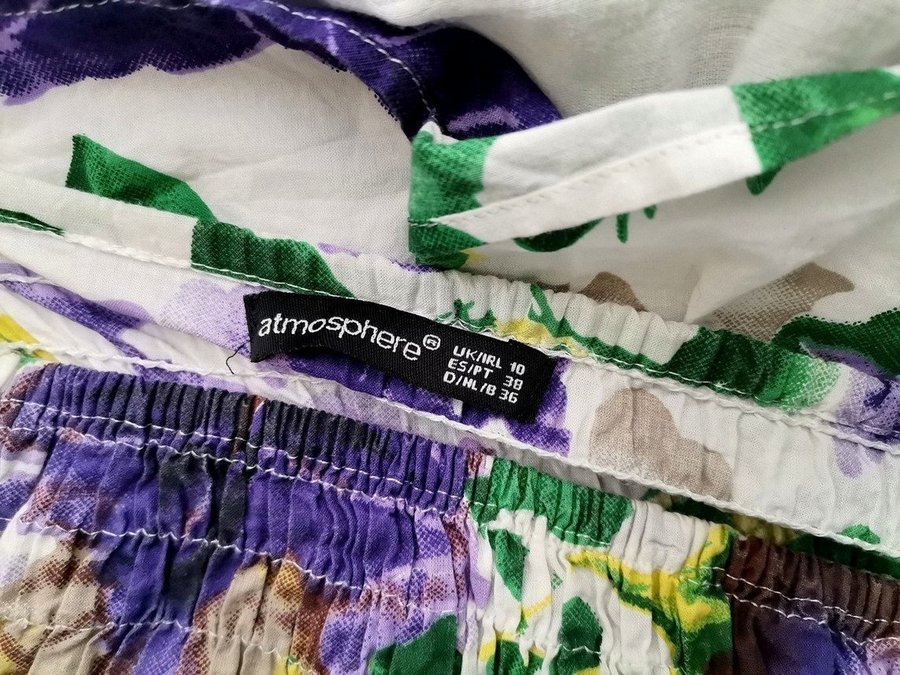 atmosphere®
UK/IRL 10
ES/PT 38
D/NL/B 36